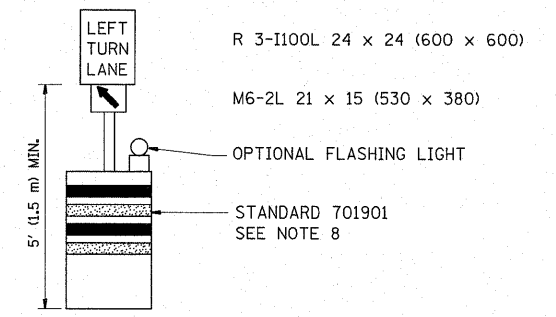 LEFT
TURN
LANE
R 3-I100L 24 x 24 (600 x 600)
M6-2L 21 x 15 (530 x 380)
OPTIONAL FLASHING LIGHT
STANDARD 701901
SEE NOTE 8
5' (1.5 m) MIN.